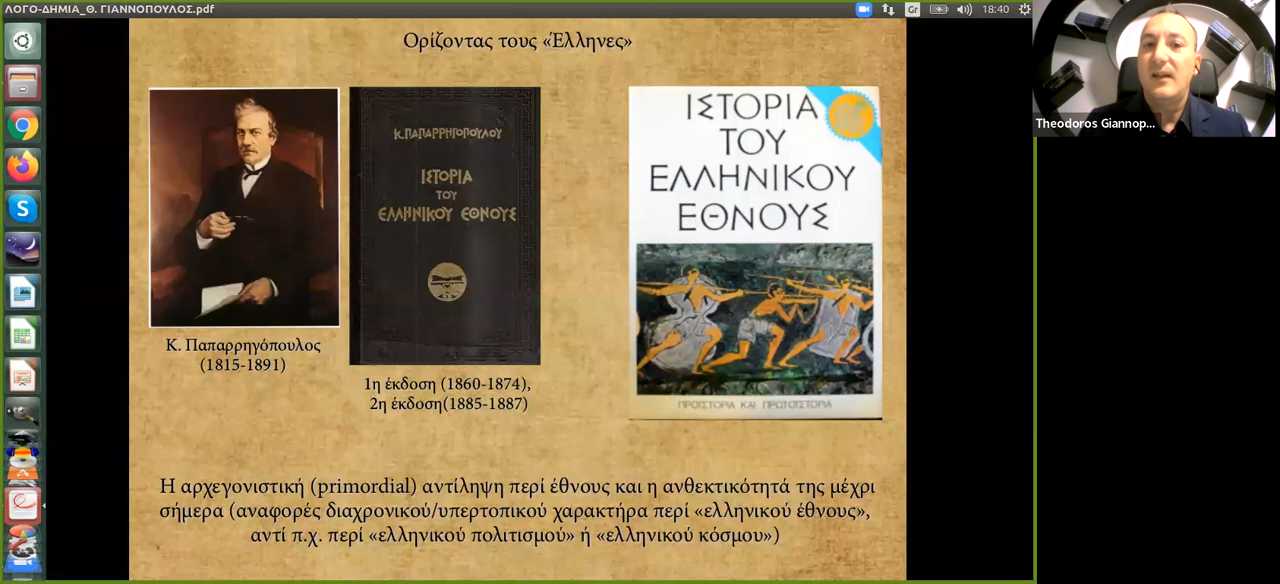 ΛΟΓΟ-ΔΗΜΙΑ_Θ. ΓΙΑΝΝΟΠΟΥΛΟΣ.pdf
Gr
18:40
Theodoros Giannop...
Ορίζοντας τους «Έλληνες»
Κ.ΠΑΠΑΡΡΗΓΟΠΟΥΛΟΥ
ΙΣΤΟΡΙΑ
ΤΟΥ
ΕΛΛΗΝΙΚΟΥ ΕΘΝΟΥΣ
ΙΣΤΟΡΙΑ
ΤΟΥ
ΕΛΛΗΝΙΚΟΥ
ΕΘΝΟΥΣ
ΠΡΟΪΣΤΟΡΙΑ ΚΑΙ ΠΡΩΤΟΪΣΤΟΡΙΑ
Κ. Παπαρρηγόπουλος
(1815-1891)
1η έκδοση (1860-1874),
2η έκδοση(1885-1887)
Η αρχεγονιστική (primordial) αντίληψη περί έθνους και η ανθεκτικότητά της μέχρι
σήμερα (αναφορές διαχρονικού/υπερτοπικού χαρακτήρα περί «ελληνικού έθνους»,
αντί π.χ. περί «ελληνικού πολιτισμού» ή «ελληνικού κόσμου»)